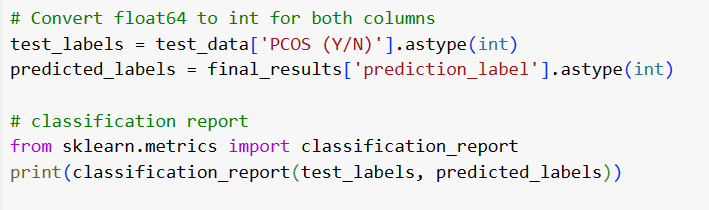 # Convert float64 to int for both columns
test_labels = test_data['PCOS (Y/N)'].astype(int)
predicted_labels = final_results['prediction_label'].astype(int)
# classification report
from sklearn.metrics import classification_report
print(classification_report(test_labels, predicted_labels))